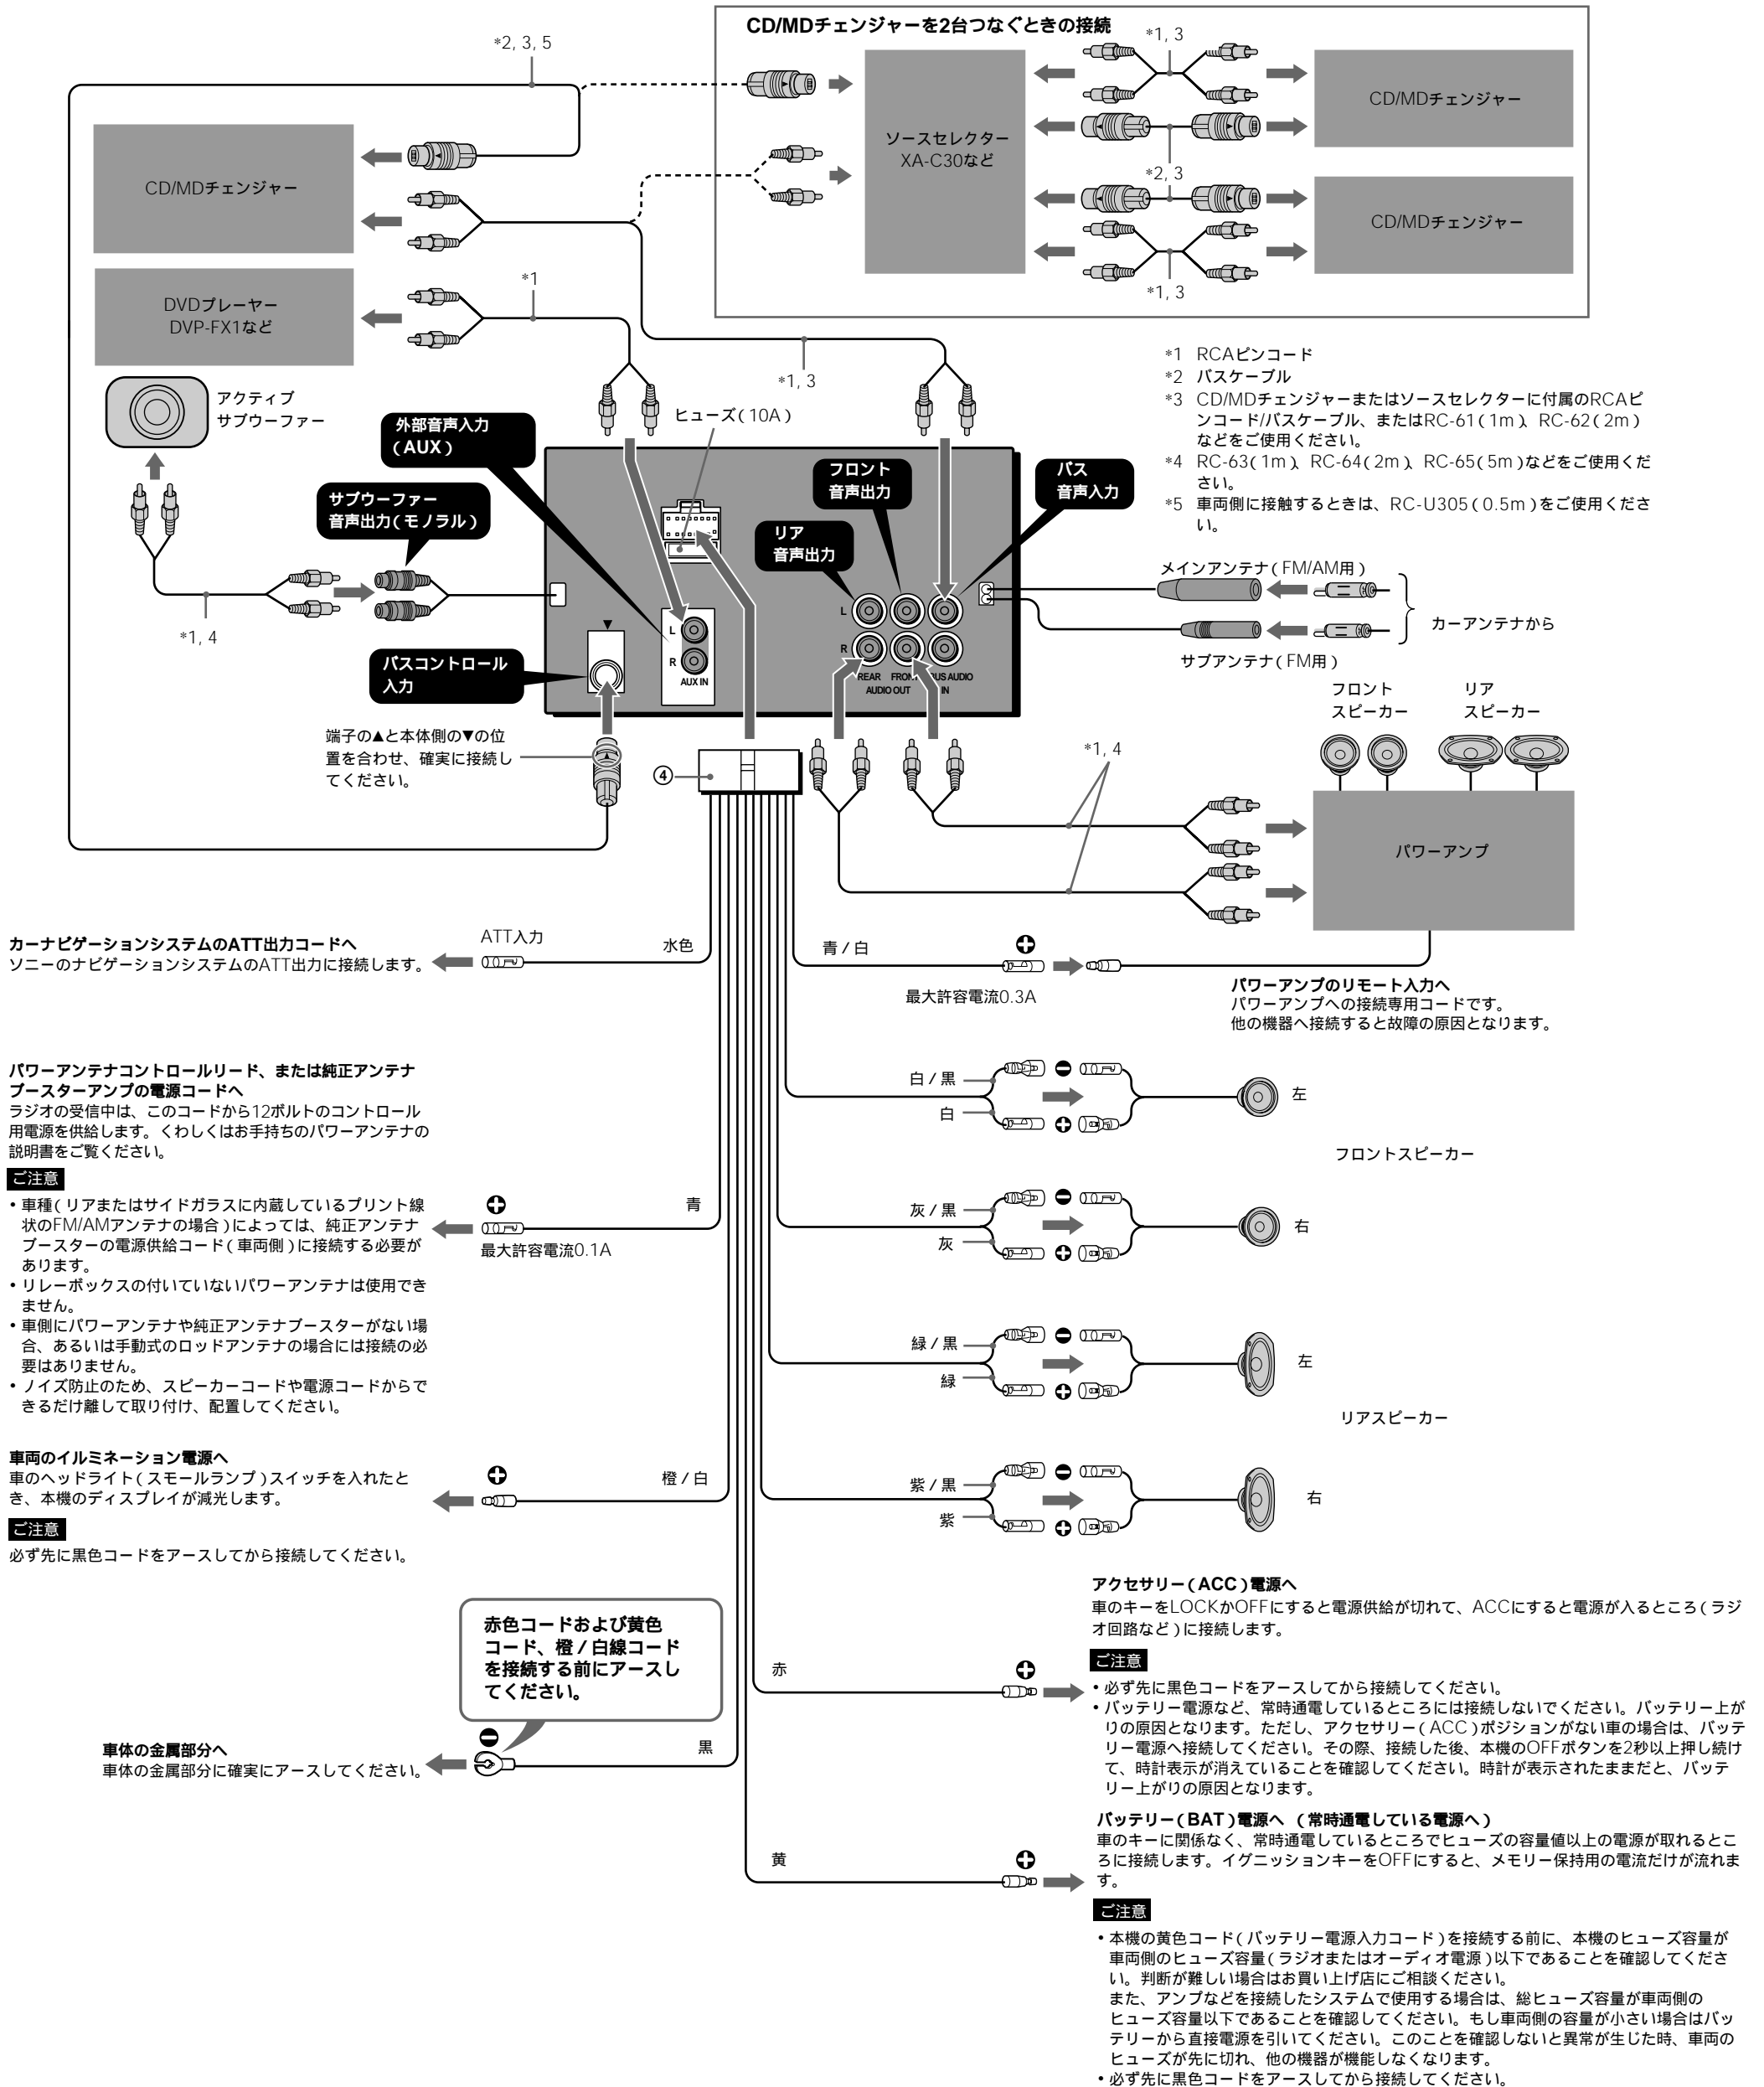 CD/MDチェンジャーを2台つなぐときの接続
*2, 3, 5
*1, 3
CD/MDチェンジャー
ソースセレクター
XA-C30など
*2, 3
CD/MDチェンジャー
CD/MDチェンジャー
*1, 3
DVDプレーヤー
DVP-FX1など
*1
*1, 3
*1 RCAピンコード
*2 バスケーブル
*3 CD/MDチェンジャーまたはソースセレクターに付属のRCAピ
ンコード/バスケーブル、またはRC-61(1m)、RC-62(2m)
などをご使用ください。
*4 RC-63(1m)、RC-64(2m)、RC-65(5m)などをご使用くだ
さい。
*5 車両側に接触するときは、RC-U305(0.5m)をご使用くださ
い。
アクティブ
サブウーファー
外部音声入力
(AUX)
ヒューズ(10A)
フロント
音声出力
バス
音声入力
サブウーファー
音声出力(モノラル)
リア
音声出力
メインアンテナ(FM/AM用)
カーアンテナから
サブアンテナ(FM用)
*1, 4
バスコントロール
入力
▼
L
R
AUX IN
L
R
REAR FRONT BUS AUDIO
AUDIO OUT IN
端子の▲と本体側の▼の位
置を合わせ、確実に接続し
てください。
④
*1, 4
フロント
スピーカー
リア
スピーカー
パワーアンプ
カーナビゲーションシステムのATT出力コードへ
ソニーのナビゲーションシステムのATT出力に接続します。
ATT入力
水色
青/白
最大許容電流0.3A
パワーアンプのリモート入力へ
パワーアンプへの接続専用コードです。
他の機器へ接続すると故障の原因となります。
パワーアンテナコントロールリード、または純正アンテナ
ブースターアンプの電源コードへ
ラジオの受信中は、このコードから12ボルトのコントロール
用電源を供給します。くわしくはお手持ちのパワーアンテナの
説明書をご覧ください。
ご注意
•車種(リアまたはサイドガラスに内蔵しているプリント線
状のFM/AMアンテナの場合)によっては、純正アンテナ
ブースターの電源供給コード(車両側)に接続する必要が
あります。
•リレーボックスの付いていないパワーアンテナは使用でき
ません。
•車側にパワーアンテナや純正アンテナブースターがない場
合、あるいは手動式のロッドアンテナの場合には接続の必
要はありません。
•ノイズ防止のため、スピーカーコードや電源コードからで
きるだけ離して取り付け、配置してください。
青
最大許容電流0.1A
白/黒
白
左
フロントスピーカー
灰/黒
灰
右
緑/黒
緑
左
リアスピーカー
紫/黒
紫
右
車両のイルミネーション電源へ
車のヘッドライト(スモールランプ)スイッチを入れたと
き、本機のディスプレイが減光します。
ご注意
必ず先に黒色コードをアースしてから接続してください。
橙/白
赤色コードおよび黄色
コード、橙/白線コード
を接続する前にアースし
てください。
車体の金属部分へ
車体の金属部分に確実にアースしてください。
黒
赤
アクセサリー(ACC)電源へ
車のキーをLOCKかOFFにすると電源供給が切れて、ACCにすると電源が入るところ(ラジ
オ回路など)に接続します。
ご注意
•必ず先に黒色コードをアースしてから接続してください。
•バッテリー電源など、常時通電しているところには接続しないでください。バッテリー上が
りの原因となります。ただし、アクセサリー(ACC)ポジションがない車の場合は、バッテ
リー電源へ接続してください。その際、接続した後、本機のOFFボタンを2秒以上押し続け
て、時計表示が消えていることを確認してください。時計が表示されたままだと、バッテ
リー上がりの原因となります。
黄
バッテリー(BAT)電源へ (常時通電している電源へ)
車のキーに関係なく、常時通電しているところでヒューズの容量値以上の電源が取れるとこ
ろに接続します。イグニッションキーをOFFにすると、メモリー保持用の電流だけが流れま
す。
ご注意
•本機の黄色コード(バッテリー電源入力コード)を接続する前に、本機のヒューズ容量が
車両側のヒューズ容量(ラジオまたはオーディオ電源)以下であることを確認してくださ
い。判断が難しい場合はお買い上げ店にご相談ください。
また、アンプなどを接続したシステムで使用する場合は、総ヒューズ容量が車両側の
ヒューズ容量以下であることを確認してください。もし車両側の容量が小さい場合はバッ
テリーから直接電源を引いてください。このことを確認しないと異常が生じた時、車両の
ヒューズが先に切れ、他の機器が機能しなくなります。
•必ず先に黒色コードをアースしてから接続してください。